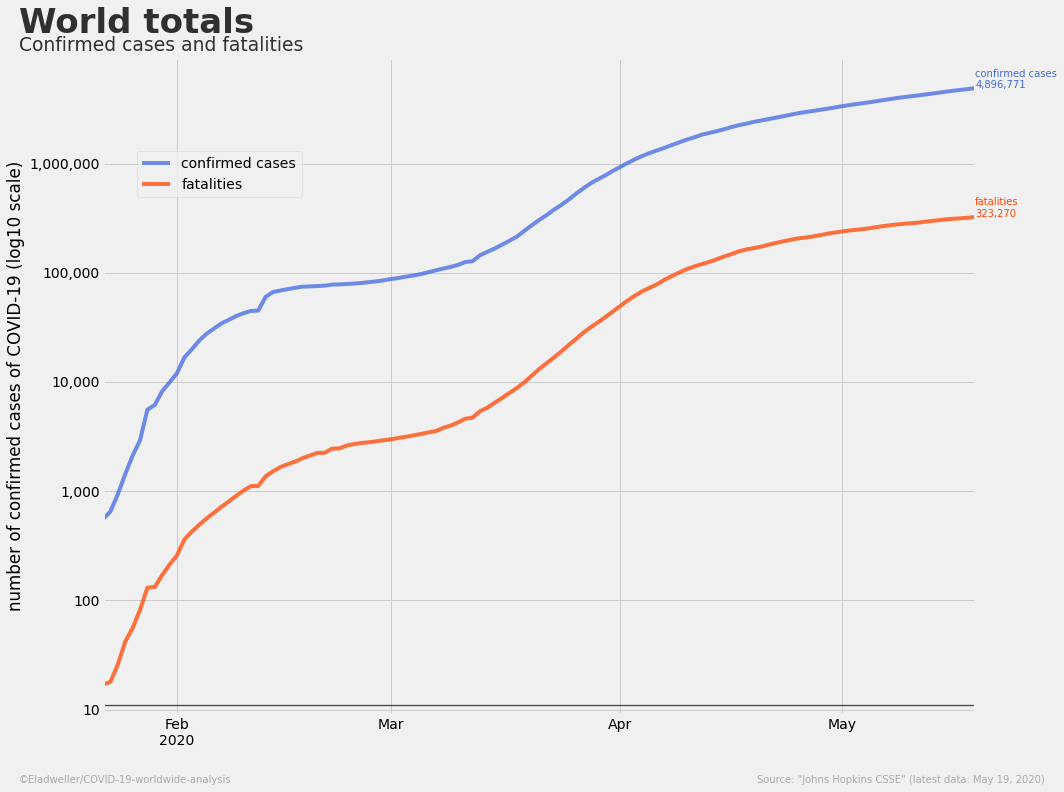 World totals
Confirmed cases and fatalities
confirmed cases
4,896,771
fatalities
323,270
confirmed cases
fatalities
number of confirmed cases of COVID-19 (log10 scale)
1,000,000
100,000
10,000
1,000
100
10
Feb
2020
Mar
Apr
May
©Eladweller/COVID-19-worldwide-analysis
Source: "Johns Hopkins CSSE" (latest data: May 19, 2020)